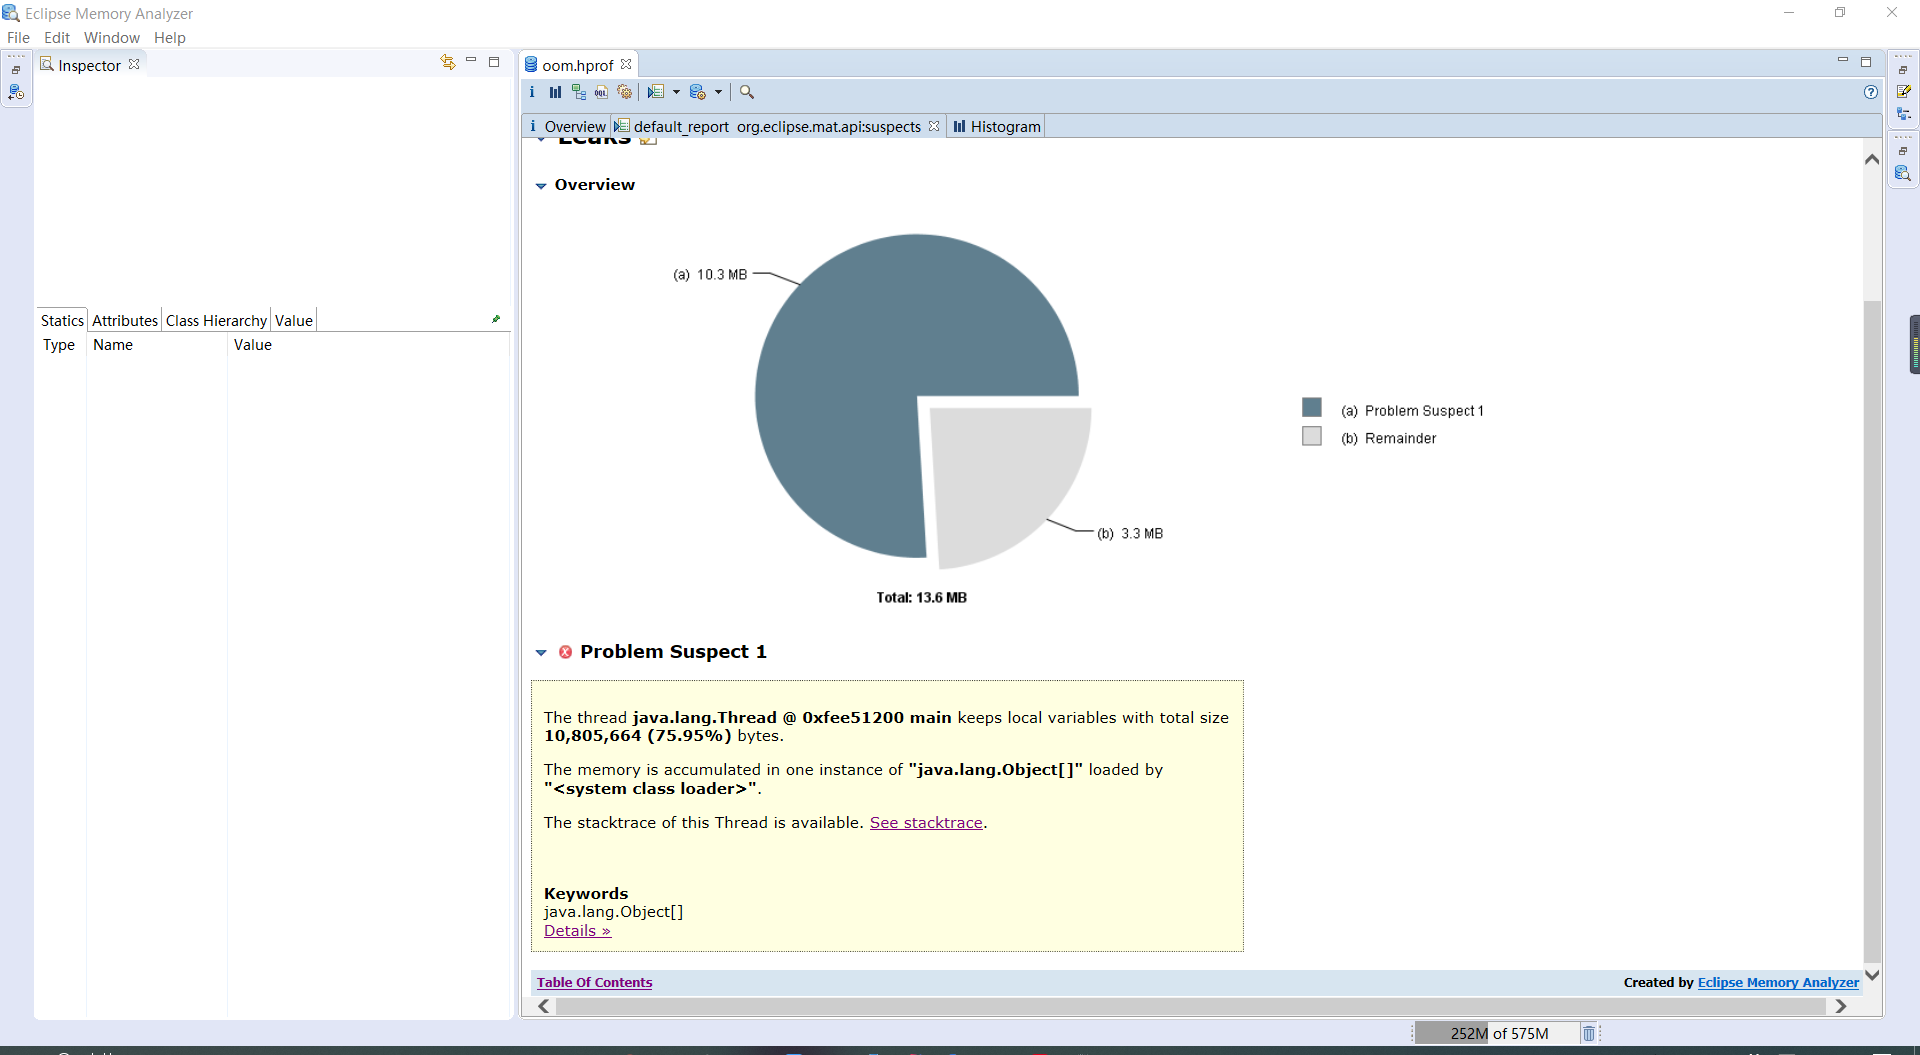 Eclipse Memory Analyzer
File Edit Window Help
Inspector
oom.hprof
Overview default_report org.eclipse.mat.api:suspects Histogram
Leaks
Overview
(a) 10.3 MB
(a) Problem Suspect 1
(b) Remainder
(b) 3.3 MB
Total: 13.6 MB
Statics Attributes Class Hierarchy Value
Type Name Value
Problem Suspect 1
The thread java.lang.Thread @ 0xfee51200 main keeps local variables with total size
10,805,664 (75.95%) bytes.
The memory is accumulated in one instance of "java.lang.Object[]" loaded by
"<system class loader>".
The stacktrace of this Thread is available. See stacktrace.
Keywords
java.lang.Object[]
Details »
Table Of Contents
Created by Eclipse Memory Analyzer
252M of 575M